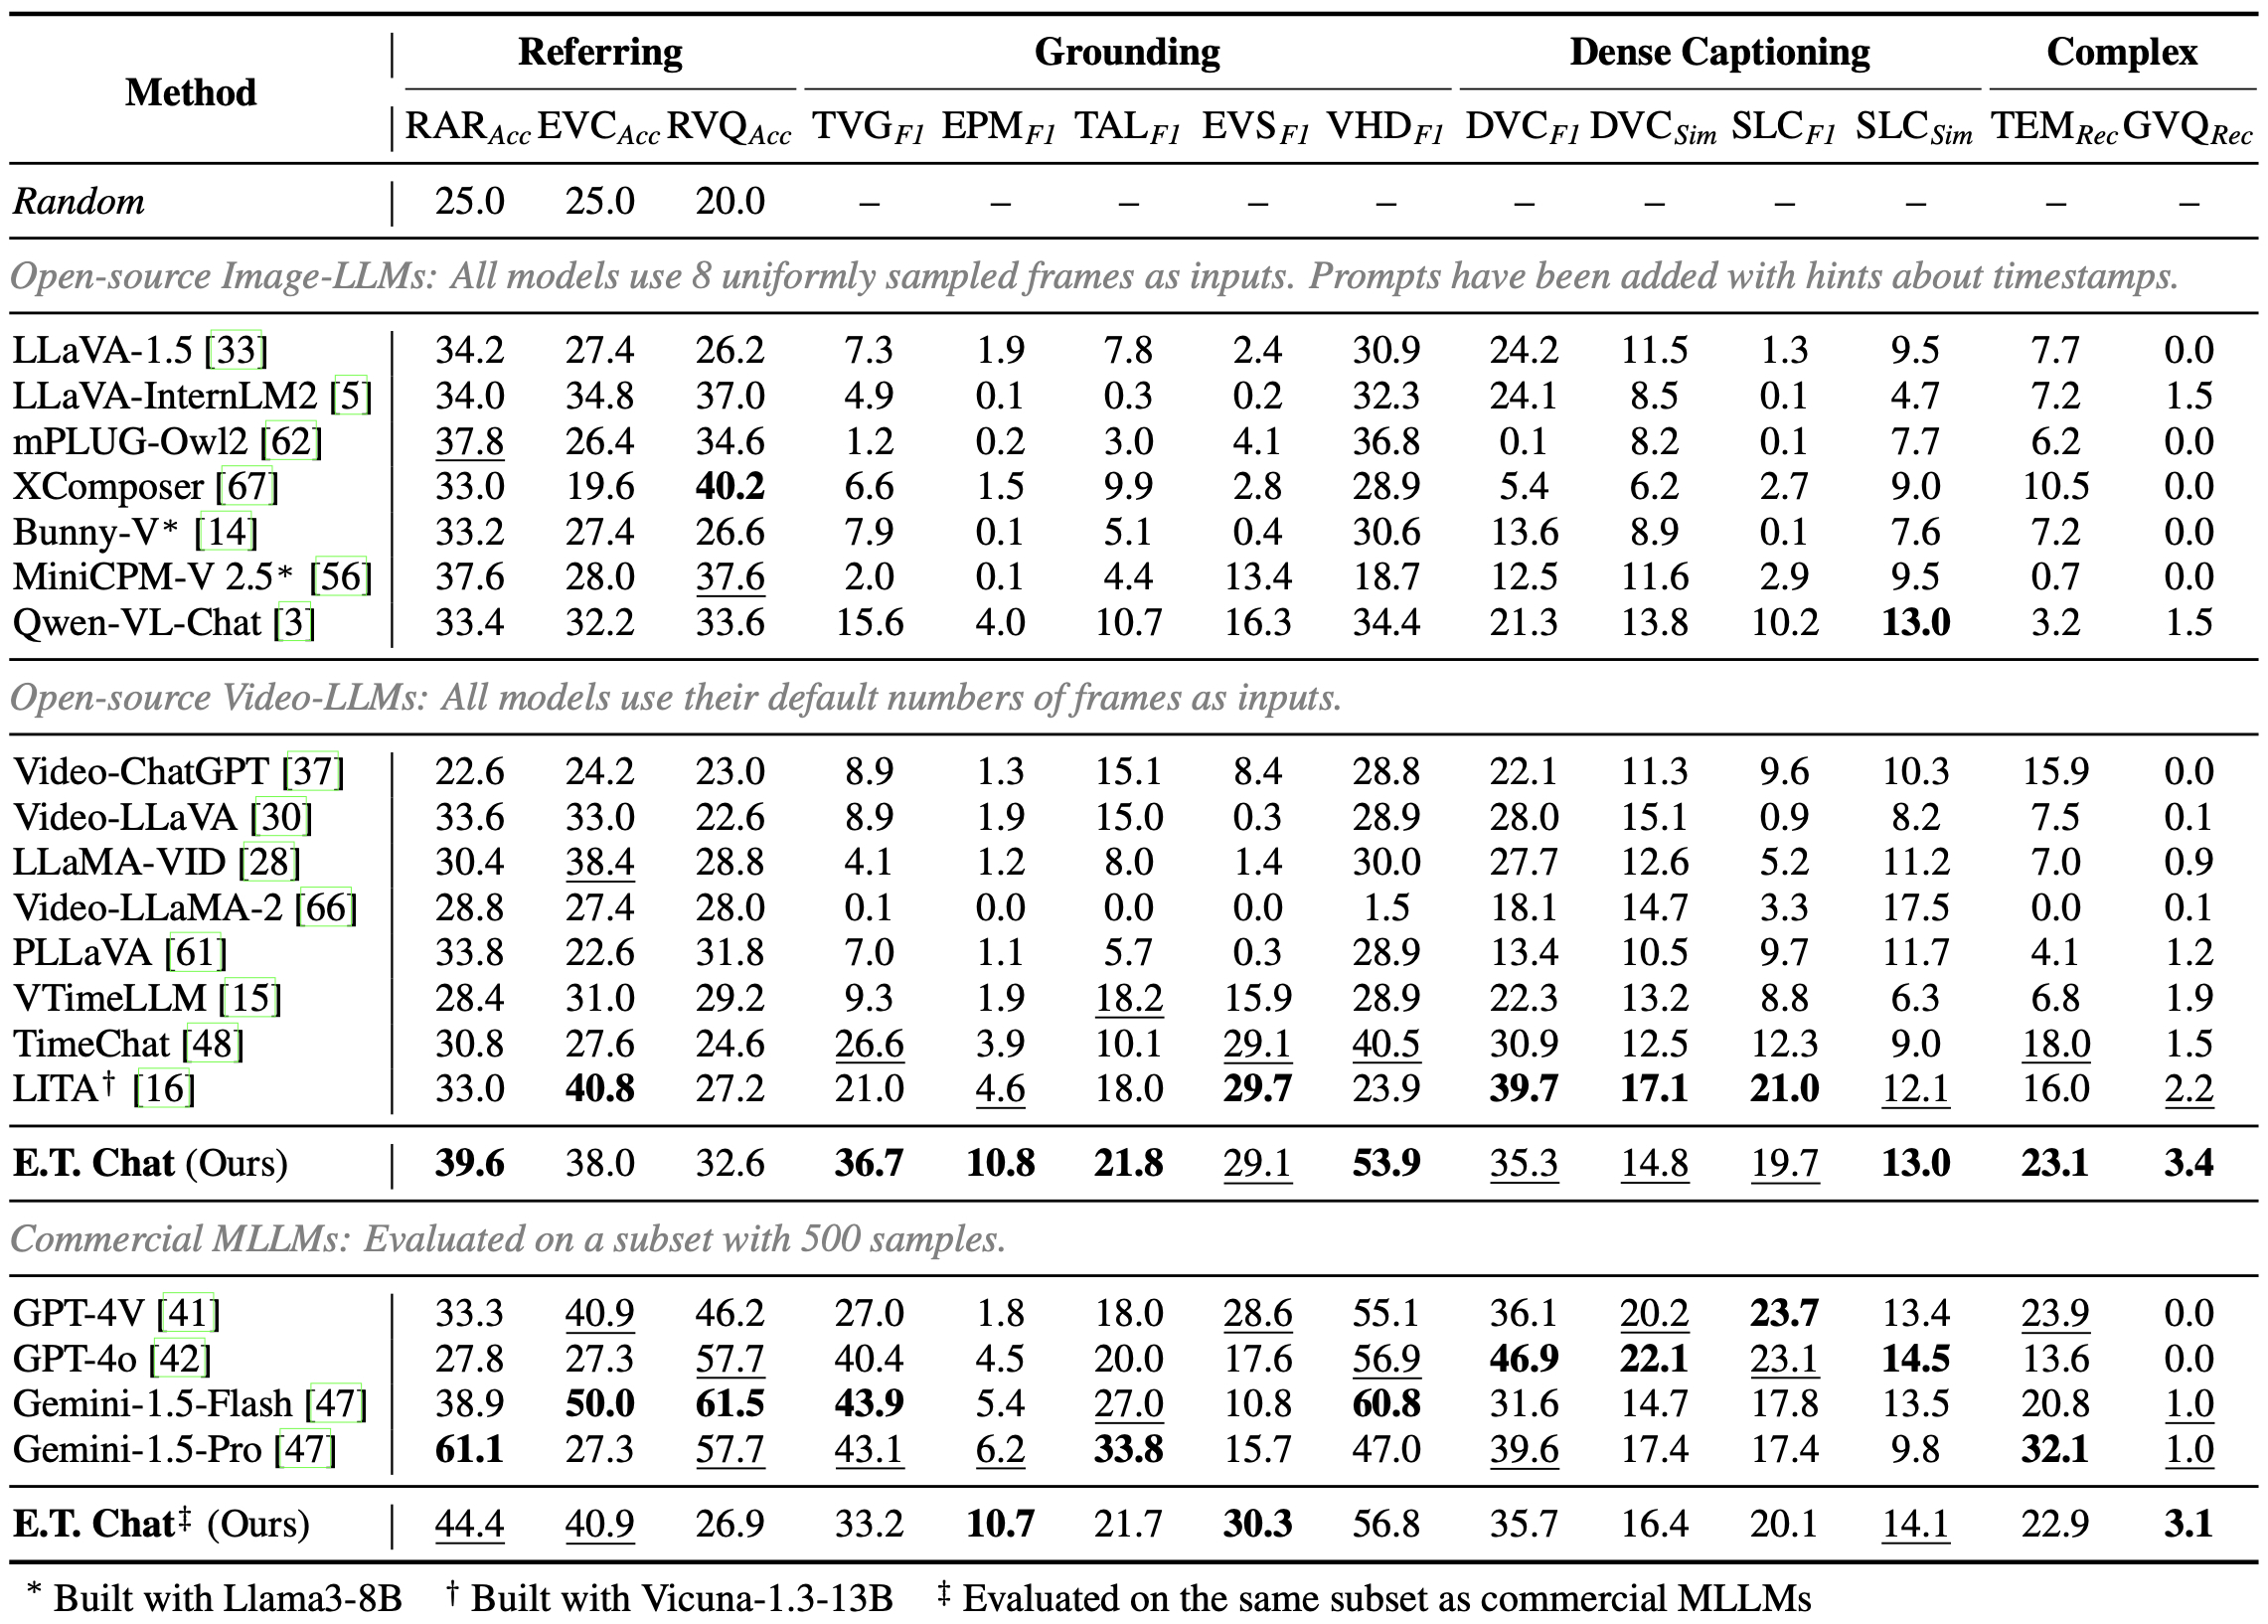 Method Referring Grounding Dense Captioning Complex
RAR_Acc EVC_Acc RVQ_Acc TVG_F1 EPM_F1 TAL_F1 EVS_F1 VHD_F1 DVC_F1 DVC_Sim SLC_F1 SLC_Sim TEM_Rec GVQ_Rec
Random 25.0 25.0 20.0 – – – – – – – – – – –
Open-source Image-LLMs: All models use 8 uniformly sampled frames as inputs. Prompts have been added with hints about timestamps.
LLaVA-1.5 [33] 34.2 27.4 26.2 7.3 1.9 7.8 2.4 30.9 24.2 11.5 1.3 9.5 7.7 0.0
LLaVA-InternLM2 [5] 34.0 34.8 37.0 4.9 0.1 0.3 0.2 32.3 24.1 8.5 0.1 4.7 7.2 1.5
mPLUG-Owl2 [62] 37.8 26.4 34.6 1.2 0.2 3.0 4.1 36.8 0.1 8.2 0.1 7.7 6.2 0.0
XComposer [67] 33.0 19.6 40.2 6.6 1.5 9.9 2.8 28.9 5.4 6.2 2.7 9.0 10.5 0.0
Bunny-V* [14] 33.2 27.4 26.6 7.9 0.1 5.1 0.4 30.6 13.6 8.9 0.1 7.6 7.2 0.0
MiniCPM-V 2.5* [56] 37.6 28.0 37.6 2.0 0.1 4.4 13.4 18.7 12.5 11.6 2.9 9.5 0.7 0.0
Qwen-VL-Chat [3] 33.4 32.2 33.6 15.6 4.0 10.7 16.3 34.4 21.3 13.8 10.2 13.0 3.2 1.5
Open-source Video-LLMs: All models use their default numbers of frames as inputs.
Video-ChatGPT [37] 22.6 24.2 23.0 8.9 1.3 15.1 8.4 28.8 22.1 11.3 9.6 10.3 15.9 0.0
Video-LLaVA [30] 33.6 33.0 22.6 8.9 1.9 15.0 0.3 28.9 28.0 15.1 0.9 8.2 7.5 0.1
LLaMA-VID [28] 30.4 38.4 28.8 4.1 1.2 8.0 1.4 30.0 27.7 12.6 5.2 11.2 7.0 0.9
Video-LLaMA-2 [66] 28.8 27.4 28.0 0.1 0.0 0.0 0.0 1.5 18.1 14.7 3.3 17.5 0.0 0.1
PLLaVA [61] 33.8 22.6 31.8 7.0 1.1 5.7 0.3 28.9 13.4 10.5 9.7 11.7 4.1 1.2
VTimeLLM [15] 28.4 31.0 29.2 9.3 1.9 18.2 15.9 28.9 22.3 13.2 8.8 6.3 6.8 1.9
TimeChat [48] 30.8 27.6 24.6 26.6 3.9 10.1 29.1 40.5 30.9 12.5 12.3 9.0 18.0 1.5
LITA† [16] 33.0 40.8 27.2 21.0 4.6 18.0 29.7 23.9 39.7 17.1 21.0 12.1 16.0 2.2
E.T. Chat (Ours) 39.6 38.0 32.6 36.7 10.8 21.8 29.1 53.9 35.3 14.8 19.7 13.0 23.1 3.4
Commercial MLLMs: Evaluated on a subset with 500 samples.
GPT-4V [41] 33.3 40.9 46.2 27.0 1.8 18.0 28.6 55.1 36.1 20.2 23.7 13.4 23.9 0.0
GPT-4o [42] 27.8 27.3 57.7 40.4 4.5 20.0 17.6 56.9 46.9 22.1 23.1 14.5 13.6 0.0
Gemini-1.5-Flash [47] 38.9 50.0 61.5 43.9 5.4 27.0 10.8 60.8 31.6 14.7 17.8 13.5 20.8 1.0
Gemini-1.5-Pro [47] 61.1 27.3 57.7 43.1 6.2 33.8 15.7 47.0 39.6 17.4 17.4 9.8 32.1 1.0
E.T. Chat‡ (Ours) 44.4 40.9 26.9 33.2 10.7 21.7 30.3 56.8 35.7 16.4 20.1 14.1 22.9 3.1
* Built with Llama3-8B † Built with Vicuna-1.3-13B ‡ Evaluated on the same subset as commercial MLLMs